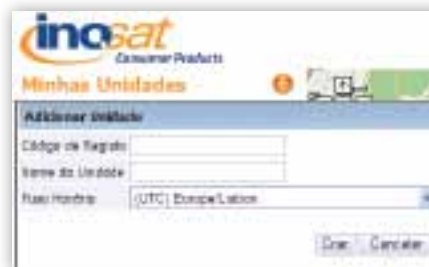 inosat
Consumer Products
Minhas Unidades
Adicionar Unidade
Código de Registo
Nome da Unidade
Fuso Horário (UTC) Europe/Lisbon
Criar Cancelar